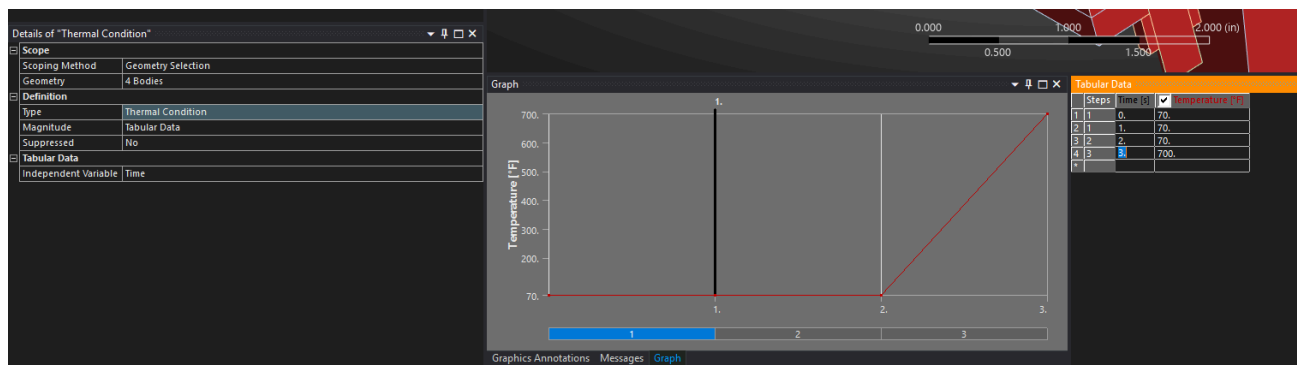 0.000 1.000 2.000 (in)
0.500 1.500
Details of "Thermal Condition"
Scope
Scoping Method Geometry Selection
Geometry 4 Bodies
Definition
Type Thermal Condition
Magnitude Tabular Data
Suppressed No
Tabular Data
Independent Variable Time
Graph
1.
700.
600.
500.
400.
300.
200.
70.
Temperature [°F]
1. 2. 3.
1 2 3
Graphics Annotations Messages Graph
Tabular Data
Steps Time [s] Temperature [°F]
1 1 0. 70.
2 1 1. 70.
3 2 2. 70.
4 3 3. 700.
*